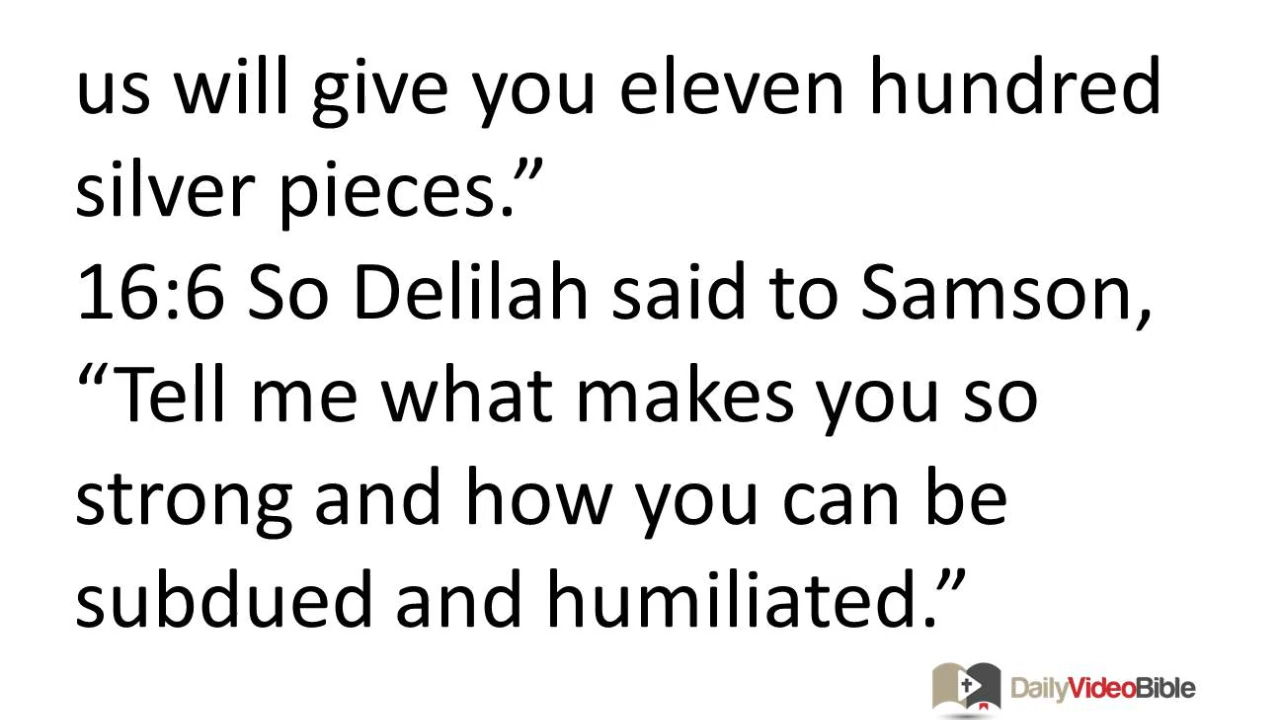 us will give you eleven hundred
silver pieces.”
16:6 So Delilah said to Samson,
“Tell me what makes you so
strong and how you can be
subdued and humiliated.”
DailyVideoBible